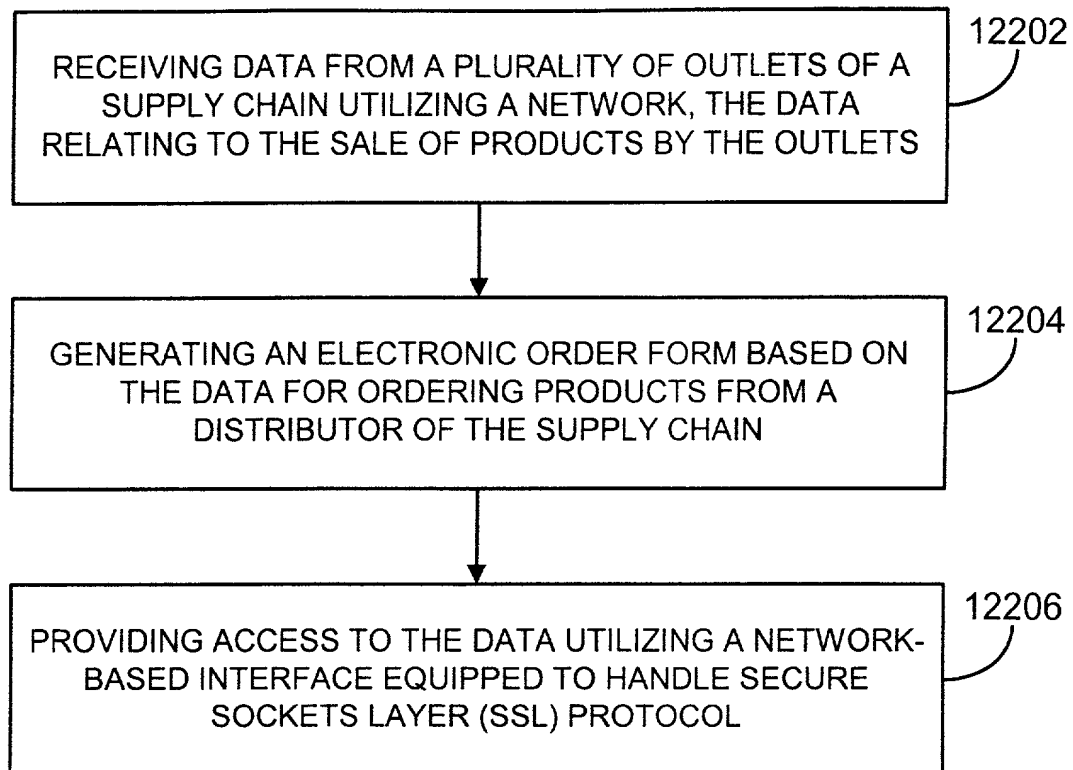 12202
RECEIVING DATA FROM A PLURALITY OF OUTLETS OF A
SUPPLY CHAIN UTILIZING A NETWORK, THE DATA
RELATING TO THE SALE OF PRODUCTS BY THE OUTLETS
12204
GENERATING AN ELECTRONIC ORDER FORM BASED ON
THE DATA FOR ORDERING PRODUCTS FROM A
DISTRIBUTOR OF THE SUPPLY CHAIN
12206
PROVIDING ACCESS TO THE DATA UTILIZING A NETWORK-
BASED INTERFACE EQUIPPED TO HANDLE SECURE
SOCKETS LAYER (SSL) PROTOCOL